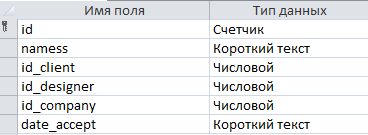 Имя поля Тип данных
id Счетчик
namess Короткий текст
id_client Числовой
id_designer Числовой
id_company Числовой
date_accept Короткий текст